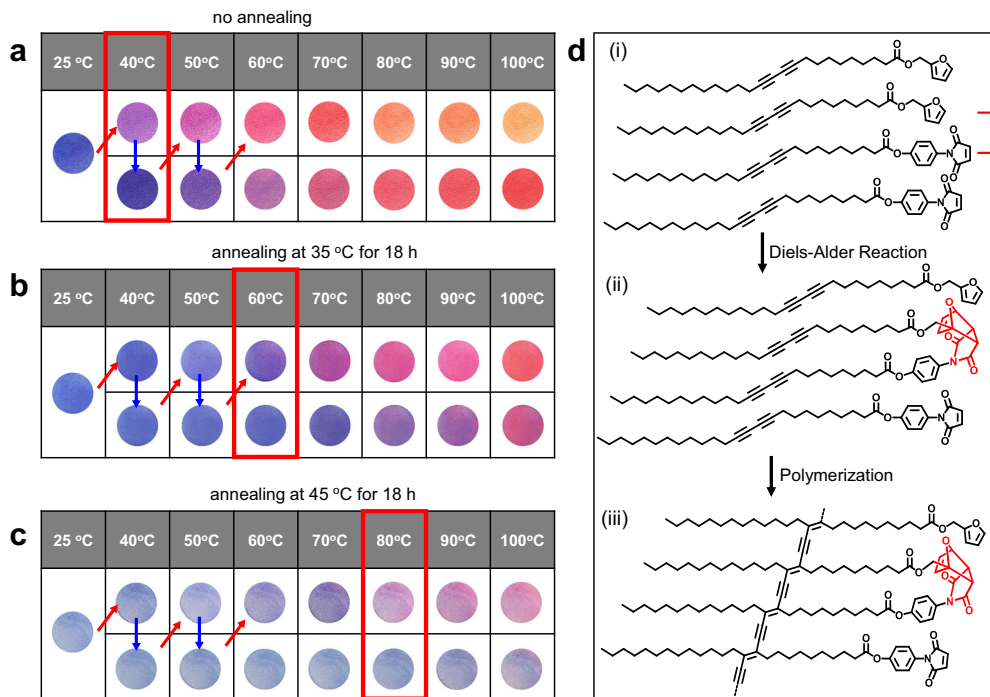 no annealing
a
25 °C 40°C 50°C 60°C 70°C 80°C 90°C 100°C
annealing at 35 °C for 18 h
b
25 °C 40°C 50°C 60°C 70°C 80°C 90°C 100°C
annealing at 45 °C for 18 h
c
25 °C 40°C 50°C 60°C 70°C 80°C 90°C 100°C
d
(i)
O
O
O
O
O
O
O
O
N
O
O
O
O
N
O
O
Diels-Alder Reaction
(ii)
O
O
O
O
O
O
O
O
N
O
O
O
O
N
O
O
Polymerization
(iii)
O
O
O
O
O
O
O
O
N
O
O
O
O
N
O
O